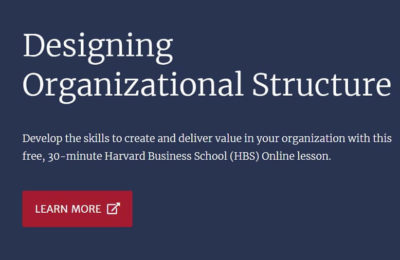 Designing
Organizational Structure
Develop the skills to create and deliver value in your organization with this
free, 30-minute Harvard Business School (HBS) Online lesson.
LEARN MORE